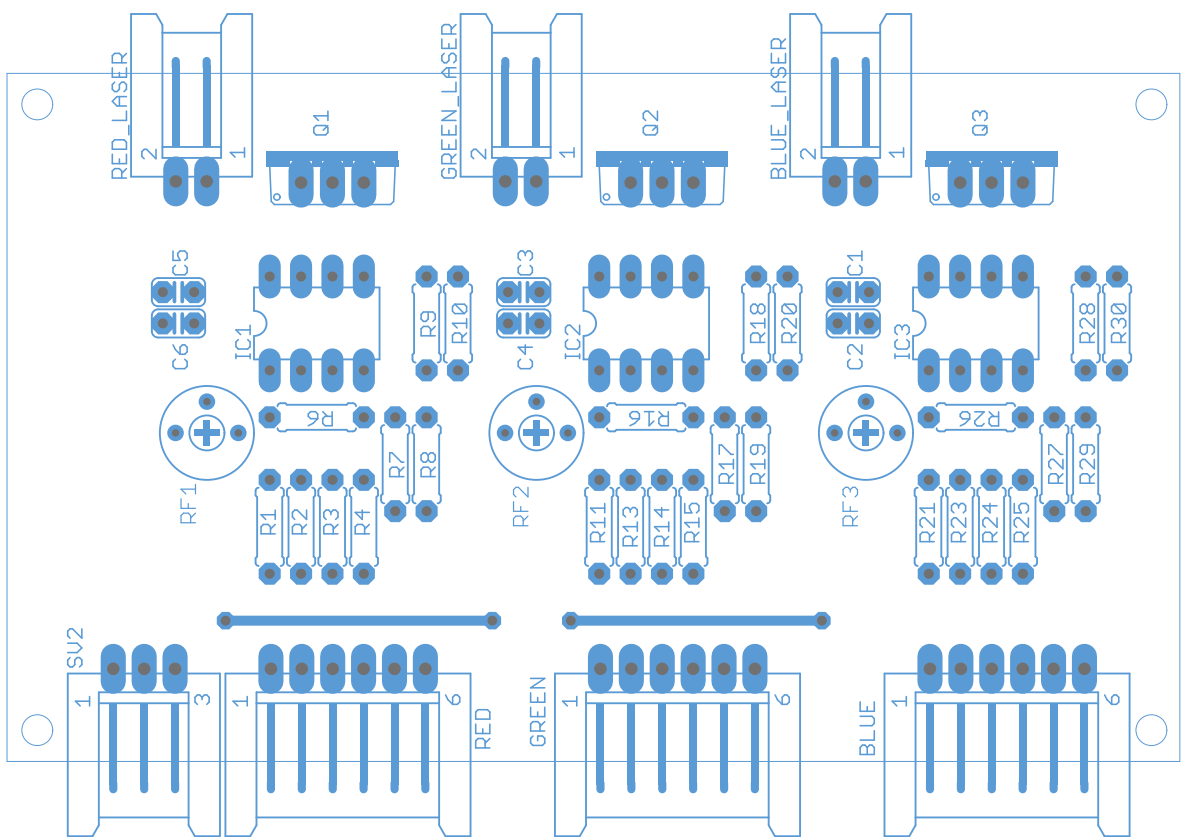 RED_LASER
2
1
Q1
GREEN_LASER
2
1
Q2
BLUE_LASER
2
1
Q3
C5
C6
IC1
R9
R10
C3
C4
IC2
R18
R20
C1
C2
IC3
R28
R30
R6
R7
R8
RF1
R1
R2
R3
R4
R16
R17
R19
RF2
R11
R13
R14
R15
R26
R27
R29
RF3
R21
R23
R24
R25
SV2
1
3
1
6
RED
GREEN
1
6
BLUE
1
6